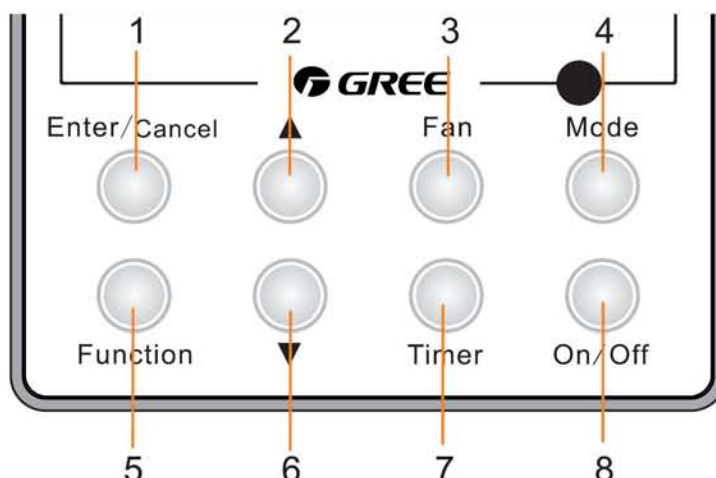 1 2 3 4
GREE
Enter/Cancel ▲ Fan Mode
Function ▼ Timer On/Off
5 6 7 8